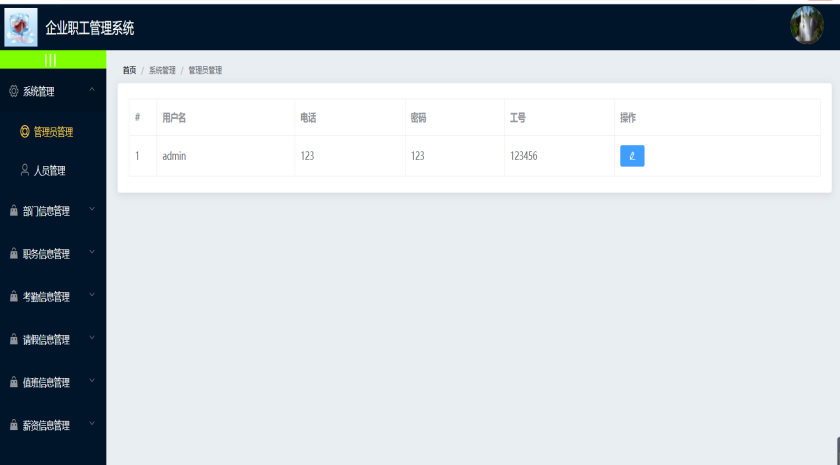 企业职工管理系统
|||
系统管理
管理员管理
人员管理
部门信息管理
职务信息管理
考勤信息管理
请假信息管理
值班信息管理
薪资信息管理
首页 / 系统管理 / 管理员管理
# 用户名 电话 密码 工号 操作
1 admin 123 123 123456